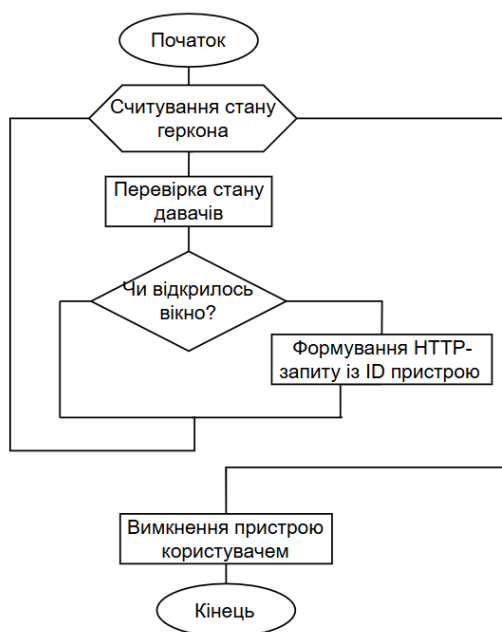 Початок
Считування стану
геркона
Перевірка стану
давачів
Чи відкрилось
вікно?
Формування HTTP-
запиту із ID пристрою
Вимкнення пристрою
користувачем
Кінець